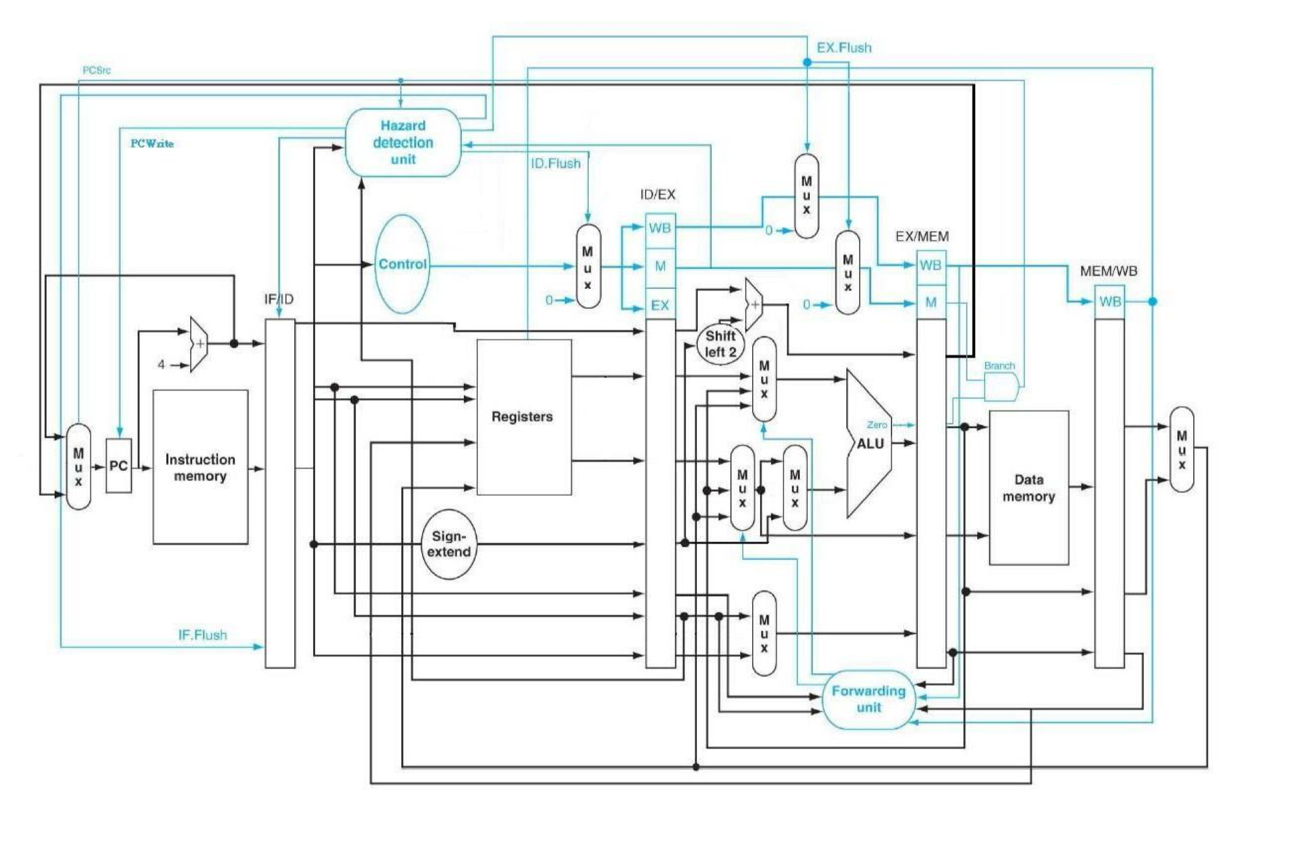 EX.Flush
PCSrc
Hazard
detection
unit
PCWrite
ID.Flush
ID/EX
M
u
x
WB
0
EX/MEM
Control
M
u
x
M
M
u
x
WB
MEM/WB
0
EX
0
M
WB
IF/ID
+
Shift
left 2
+
4
M
u
x
Branch
Registers
Zero
ALU
M
u
x
PC
Instruction
memory
M
u
x
M
u
x
Data
memory
M
u
x
Sign-
extend
M
u
x
IF.Flush
Forwarding
unit